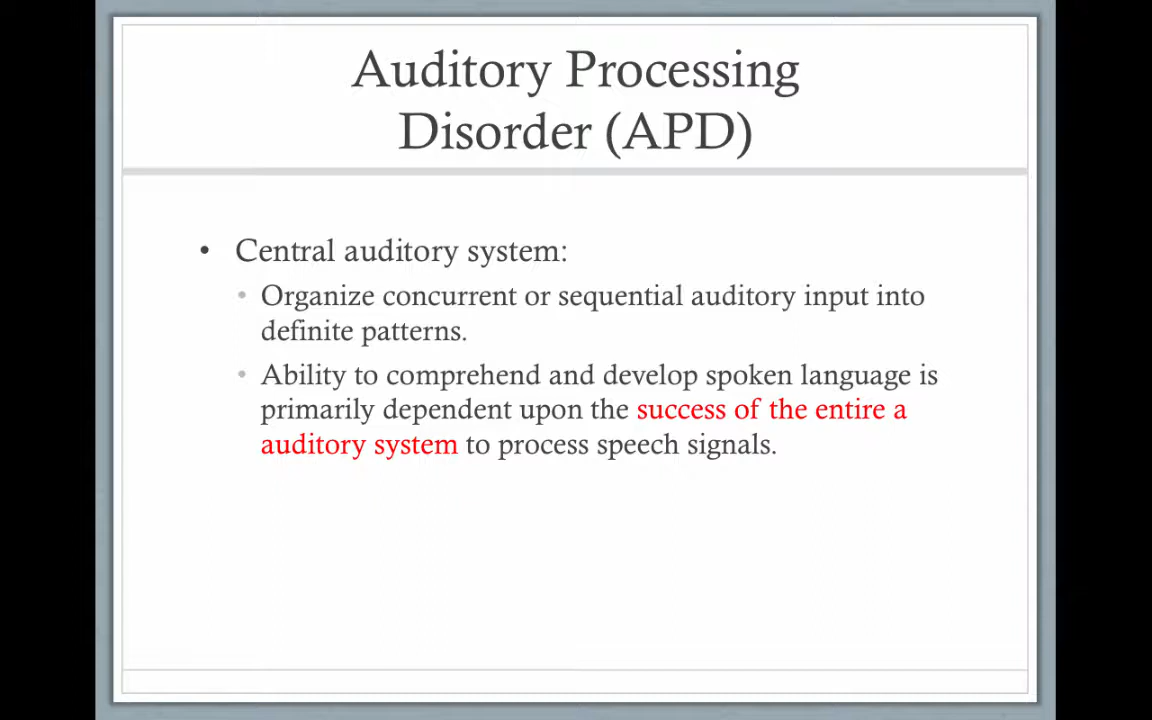 Auditory Processing
Disorder (APD)
• Central auditory system:
• Organize concurrent or sequential auditory input into
definite patterns.
• Ability to comprehend and develop spoken language is
primarily dependent upon the success of the entire a
auditory system to process speech signals.